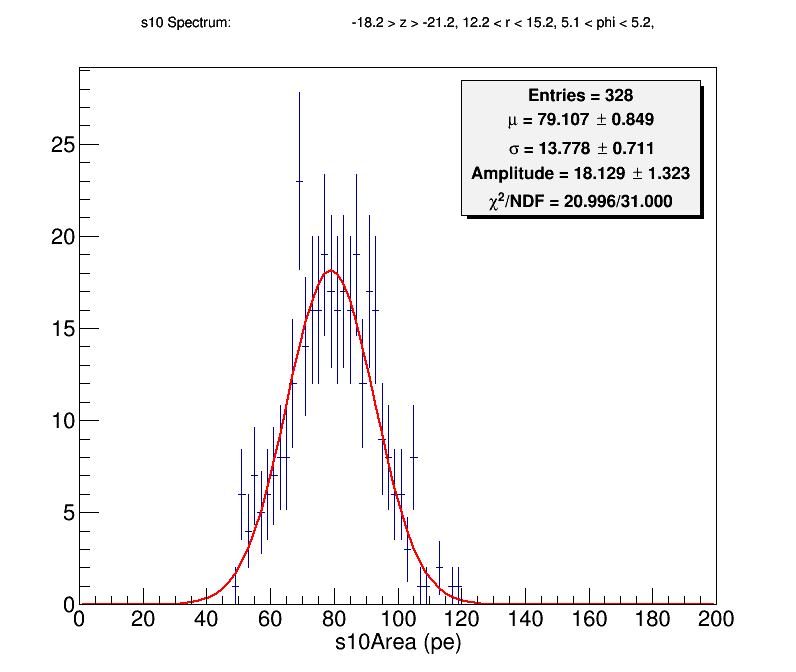 s10 Spectrum: -18.2 > z > -21.2, 12.2 < r < 15.2, 5.1 < phi < 5.2,
Entries = 328
μ = 79.107 ± 0.849
σ = 13.778 ± 0.711
Amplitude = 18.129 ± 1.323
χ²/NDF = 20.996/31.000
25
20
15
10
5
0
0 20 40 60 80 100 120 140 160 180 200
s10Area (pe)